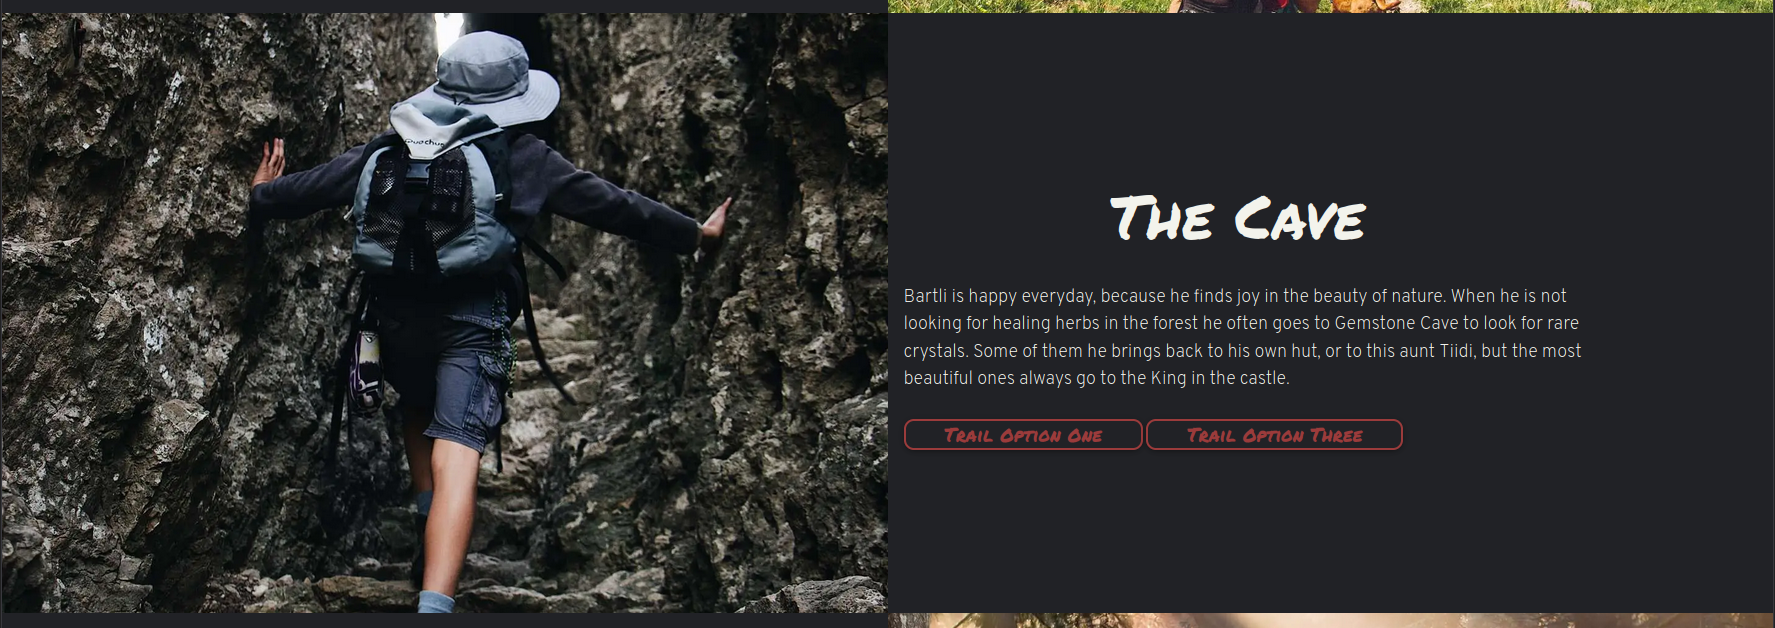 The Cave
Bartli is happy everyday, because he finds joy in the beauty of nature. When he is not
looking for healing herbs in the forest he often goes to Gemstone Cave to look for rare
crystals. Some of them he brings back to his own hut, or to this aunt Tiidi, but the most
beautiful ones always go to the King in the castle.
Trail Option One
Trail Option Three